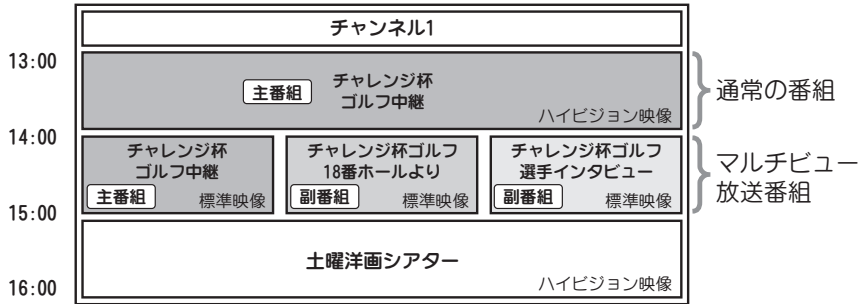 チャンネル1
13:00
主番組
チャレンジ杯
ゴルフ中継
ハイビジョン映像
通常の番組
14:00
チャレンジ杯
ゴルフ中継
主番組
標準映像
チャレンジ杯ゴルフ
18番ホールより
副番組
標準映像
チャレンジ杯ゴルフ
選手インタビュー
副番組
標準映像
マルチビュー
放送番組
15:00
土曜洋画シアター
ハイビジョン映像
16:00